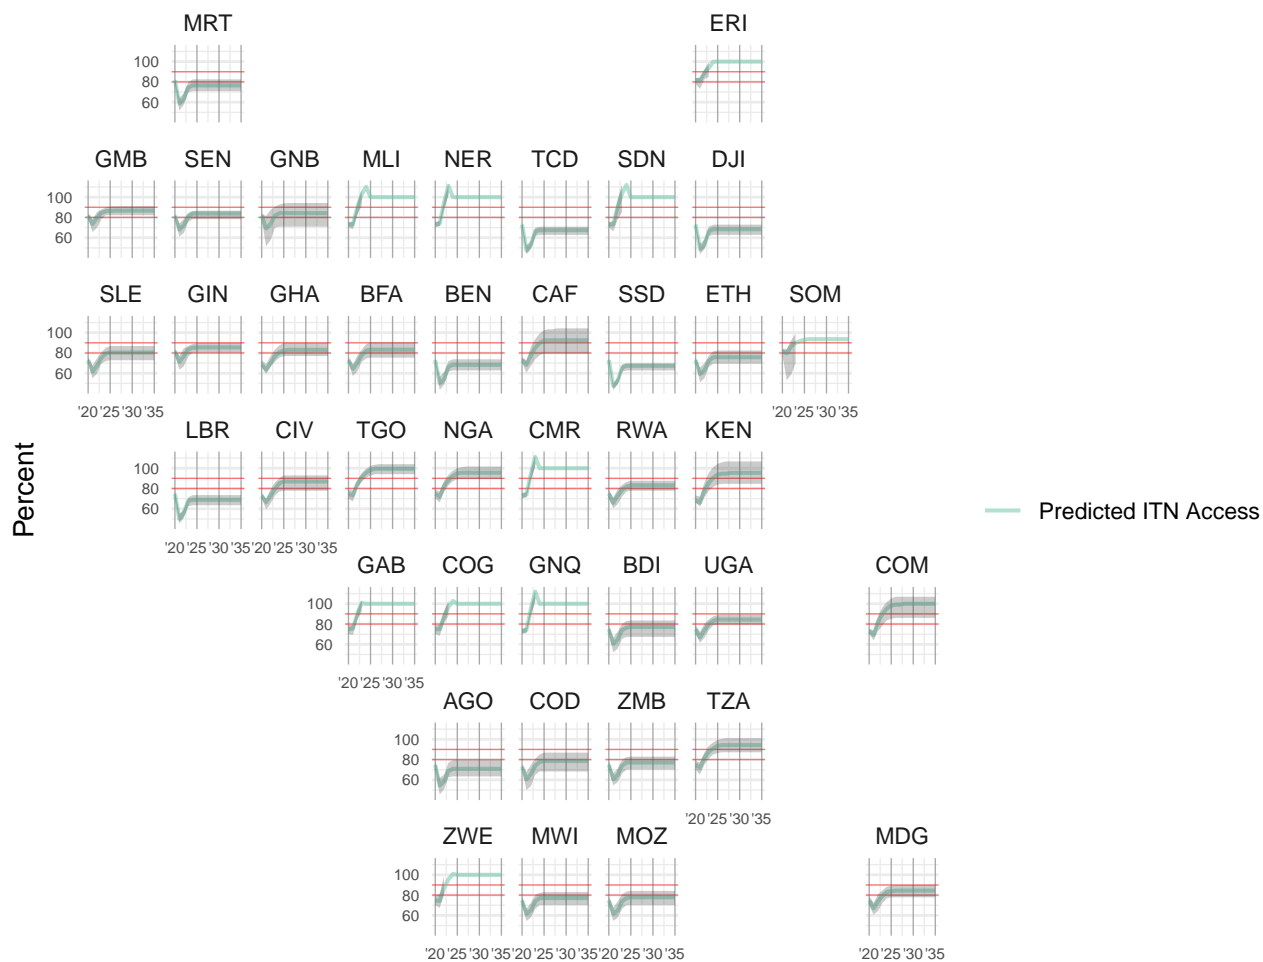 MRT ERI
100
80
60
GMB SEN GNB MLI NER TCD SDN DJI
100
80
60
SLE GIN GHA BFA BEN CAF SSD ETH SOM
100
80
60
'20 '25 '30 '35 '20 '25 '30 '35
LBR CIV TGO NGA CMR RWA KEN
100
80
60
'20 '25 '30 '35 '20 '25 '30 '35
Percent
Predicted ITN Access
GAB COG GNQ BDI UGA COM
100
80
60
'20 '25 '30 '35
AGO COD ZMB TZA
100
80
60
'20 '25 '30 '35
ZWE MWI MOZ MDG
100
80
60
'20 '25 '30 '35 '20 '25 '30 '35 '20 '25 '30 '35 '20 '25 '30 '35